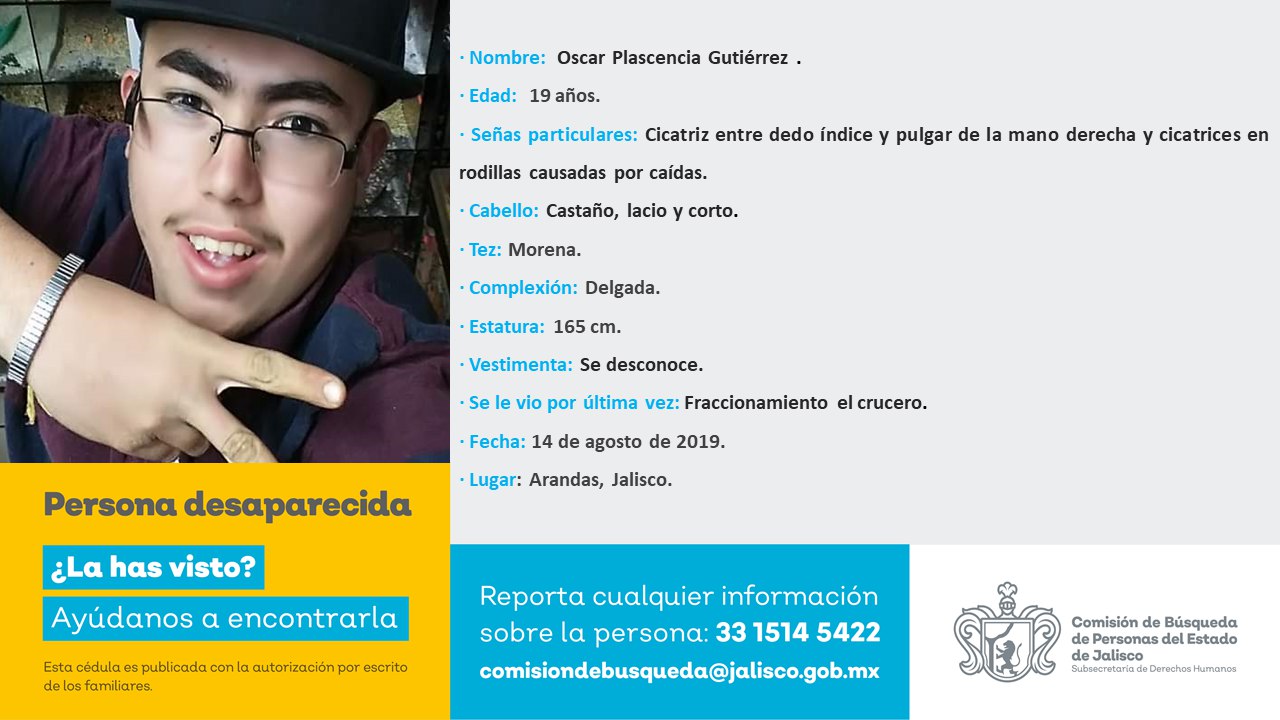 · Nombre: Oscar Plascencia Gutiérrez .
· Edad: 19 años.
· Señas particulares: Cicatriz entre dedo índice y pulgar de la mano derecha y cicatrices en
rodillas causadas por caídas.
· Cabello: Castaño, lacio y corto.
· Tez: Morena.
· Complexión: Delgada.
· Estatura: 165 cm.
· Vestimenta: Se desconoce.
· Se le vio por última vez: Fraccionamiento el crucero.
· Fecha: 14 de agosto de 2019.
· Lugar: Arandas, Jalisco.
Persona desaparecida
¿La has visto?
Ayúdanos a encontrarla
Esta cédula es publicada con la autorización por escrito
de los familiares.
Reporta cualquier información
sobre la persona: 33 1514 5422
comisiondebusqueda@jalisco.gob.mx
Comisión de Búsqueda
de Personas del Estado
de Jalisco
Subsecretaría de Derechos Humanos